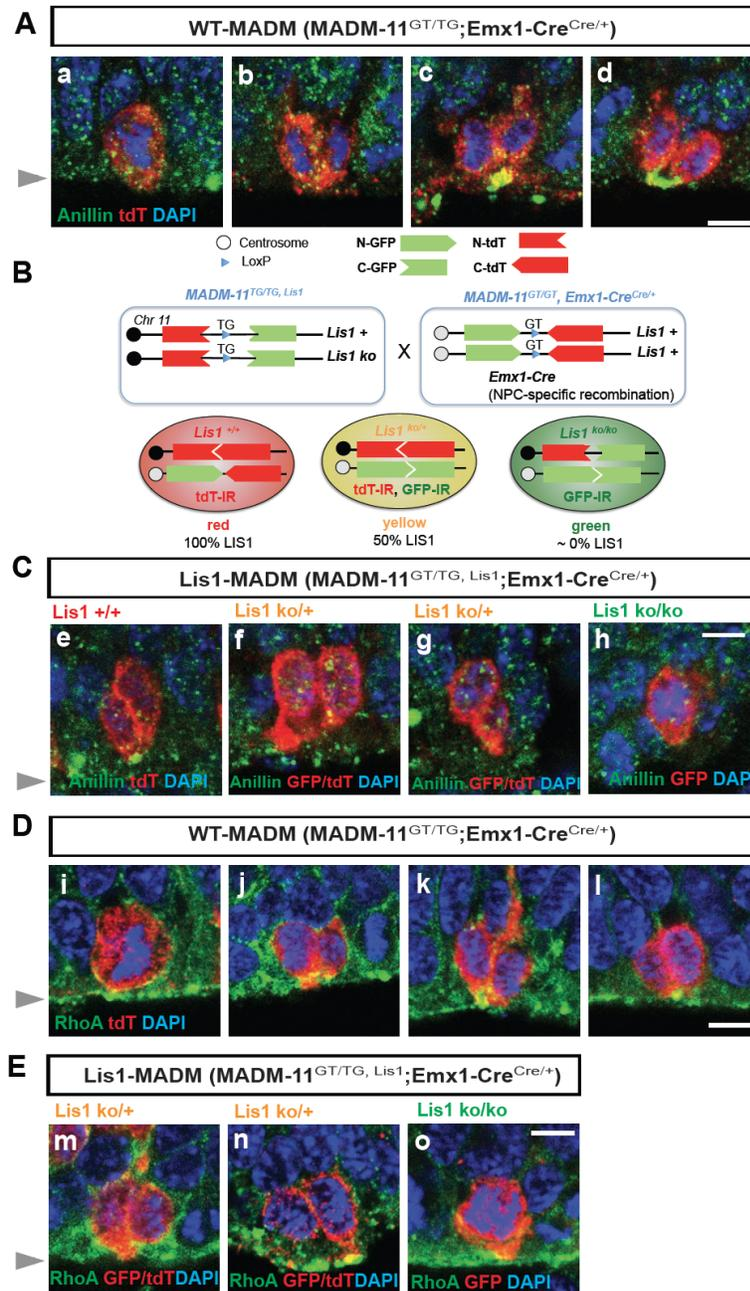 A
WT-MADM (MADM-11GT/TG;Emx1-CreCre/+)
a
b
c
d
Anillin tdT DAPI
Centrosome
LoxP
N-GFP
C-GFP
N-tdT
C-tdT
B
MADM-11TG/TG, Lis1
MADM-11GT/GT, Emx1-CreCre/+
Chr 11
TG
Lis1 +
TG
Lis1 ko
X
GT
Lis1 +
GT
Lis1 +
Emx1-Cre
(NPC-specific recombination)
Lis1 +/+
tdT-IR
red
100% LIS1
Lis1 ko/+
tdT-IR, GFP-IR
yellow
50% LIS1
Lis1 ko/ko
GFP-IR
green
~ 0% LIS1
C
Lis1-MADM (MADM-11GT/TG, Lis1;Emx1-CreCre/+)
Lis1 +/+
Lis1 ko/+
Lis1 ko/+
Lis1 ko/ko
e
f
g
h
Anillin tdT DAPI
Anillin GFP/tdT DAPI
Anillin GFP/tdT DAPI
Anillin GFP DAP
D
WT-MADM (MADM-11GT/TG;Emx1-CreCre/+)
i
j
k
l
RhoA tdT DAPI
E
Lis1-MADM (MADM-11GT/TG, Lis1;Emx1-CreCre/+)
Lis1 ko/+
Lis1 ko/+
Lis1 ko/ko
m
n
o
RhoA GFP/tdTDAPI
RhoA GFP/tdTDAPI
RhoA GFP DAPI